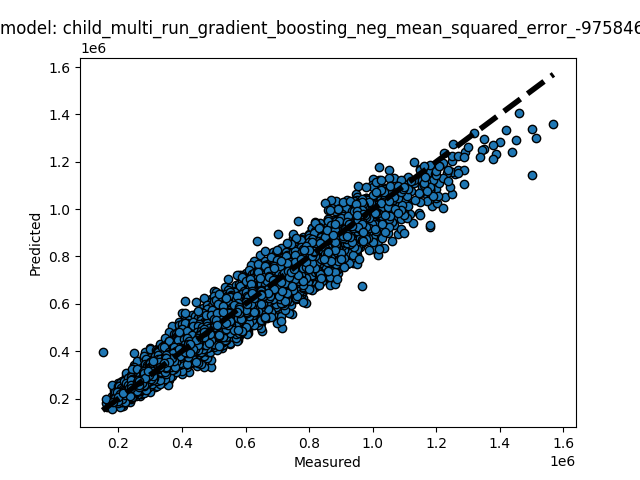 model: child_multi_run_gradient_boosting_neg_mean_squared_error_-975846
1e6
1.6
1.4
1.2
1.0
0.8
0.6
0.4
0.2
Predicted
0.2 0.4 0.6 0.8 1.0 1.2 1.4 1.6
Measured
1e6